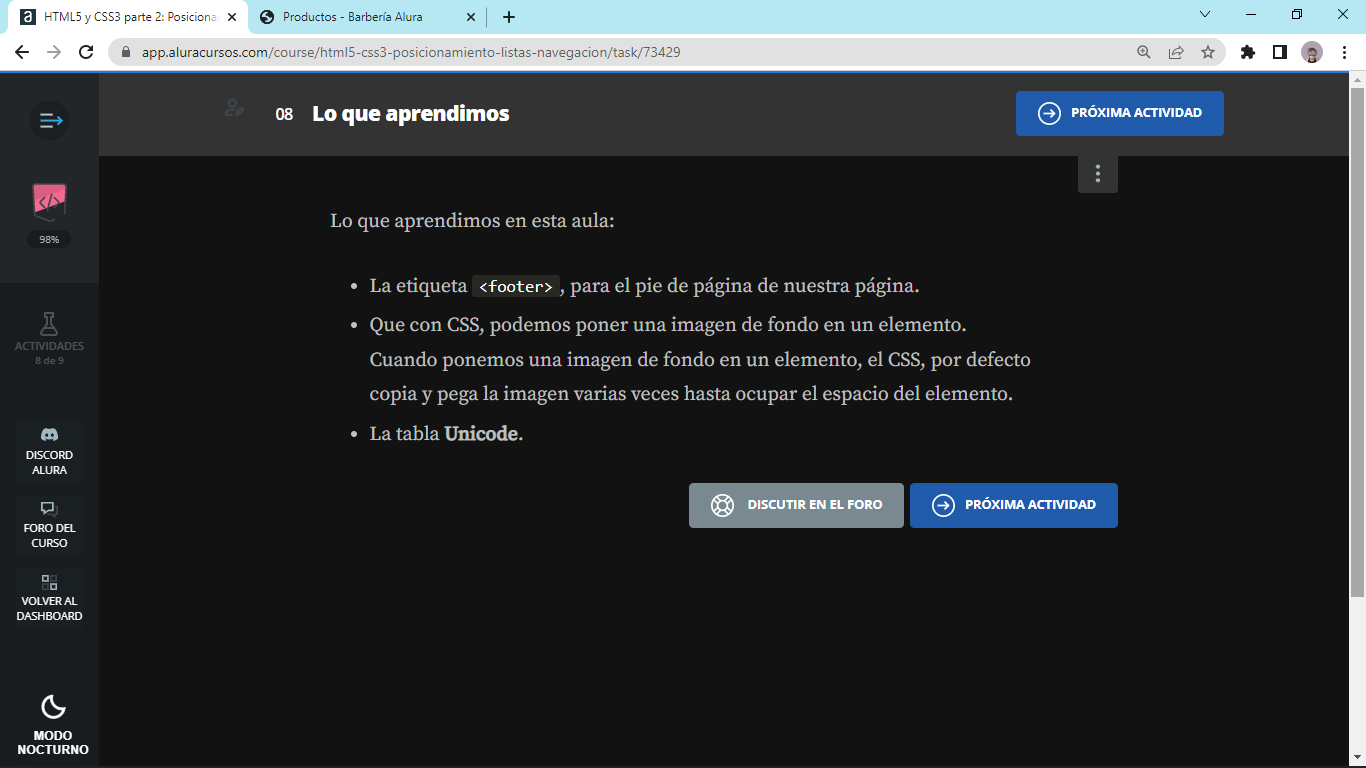 HTML5 y CSS3 parte 2: Posiciona
Productos - Barbería Alura
app.aluracursos.com/course/html5-css3-posicionamiento-listas-navegacion/task/73429
08 Lo que aprendimos
PRÓXIMA ACTIVIDAD
98%
ACTIVIDADES
8 de 9
DISCORD
ALURA
FORO DEL
CURSO
VOLVER AL
DASHBOARD
MODO
NOCTURNO
Lo que aprendimos en esta aula:
• La etiqueta <footer>, para el pie de página de nuestra página.
• Que con CSS, podemos poner una imagen de fondo en un elemento.
Cuando ponemos una imagen de fondo en un elemento, el CSS, por defecto
copia y pega la imagen varias veces hasta ocupar el espacio del elemento.
• La tabla Unicode.
DISCUTIR EN EL FORO
PRÓXIMA ACTIVIDAD